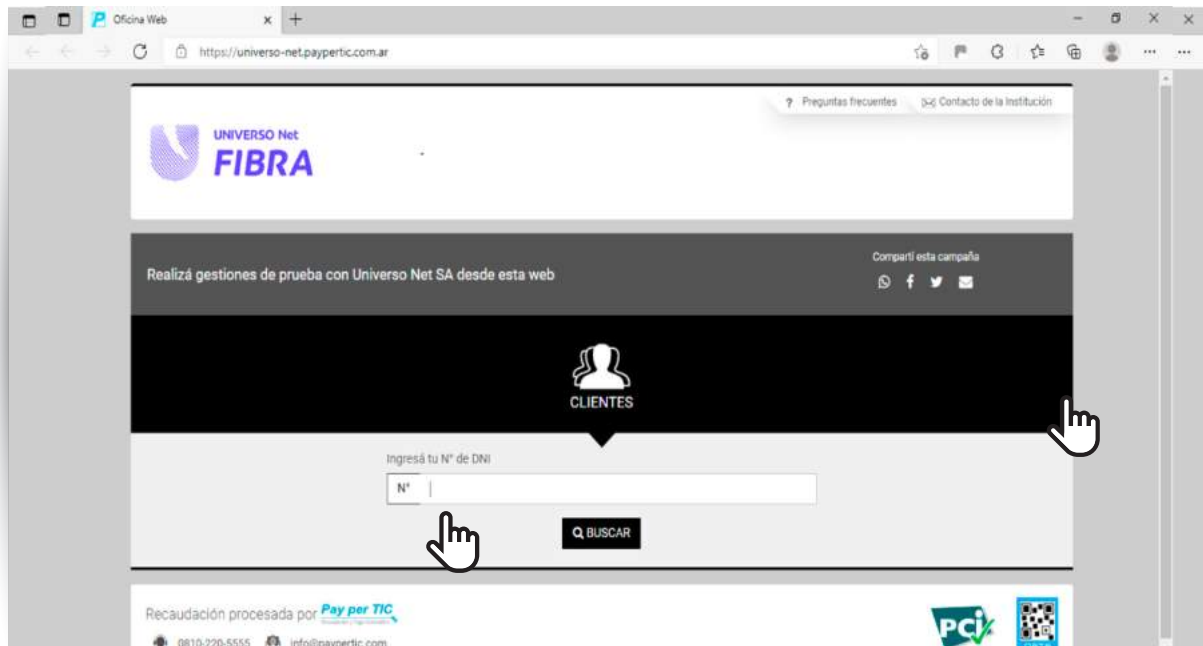 Oficina Web
https://universo-net.paypertic.com.ar
? Preguntas frecuentes
Contacto de la Institución
UNIVERSO Net
FIBRA
Realizá gestiones de prueba con Universo Net SA desde esta web
Compartí esta campaña
CLIENTES
Ingresá tu N° de DNI
N°
BUSCAR
Recaudación procesada por Pay per TIC
0810-220-5555 info@paypertic.com
PCi